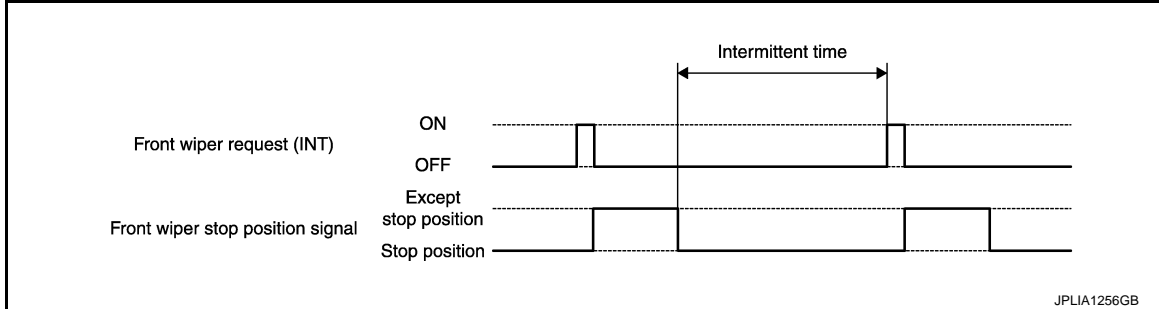 Intermittent time
ON
Front wiper request (INT)
OFF
Except
stop position
Front wiper stop position signal
Stop position
JPLIA1256GB